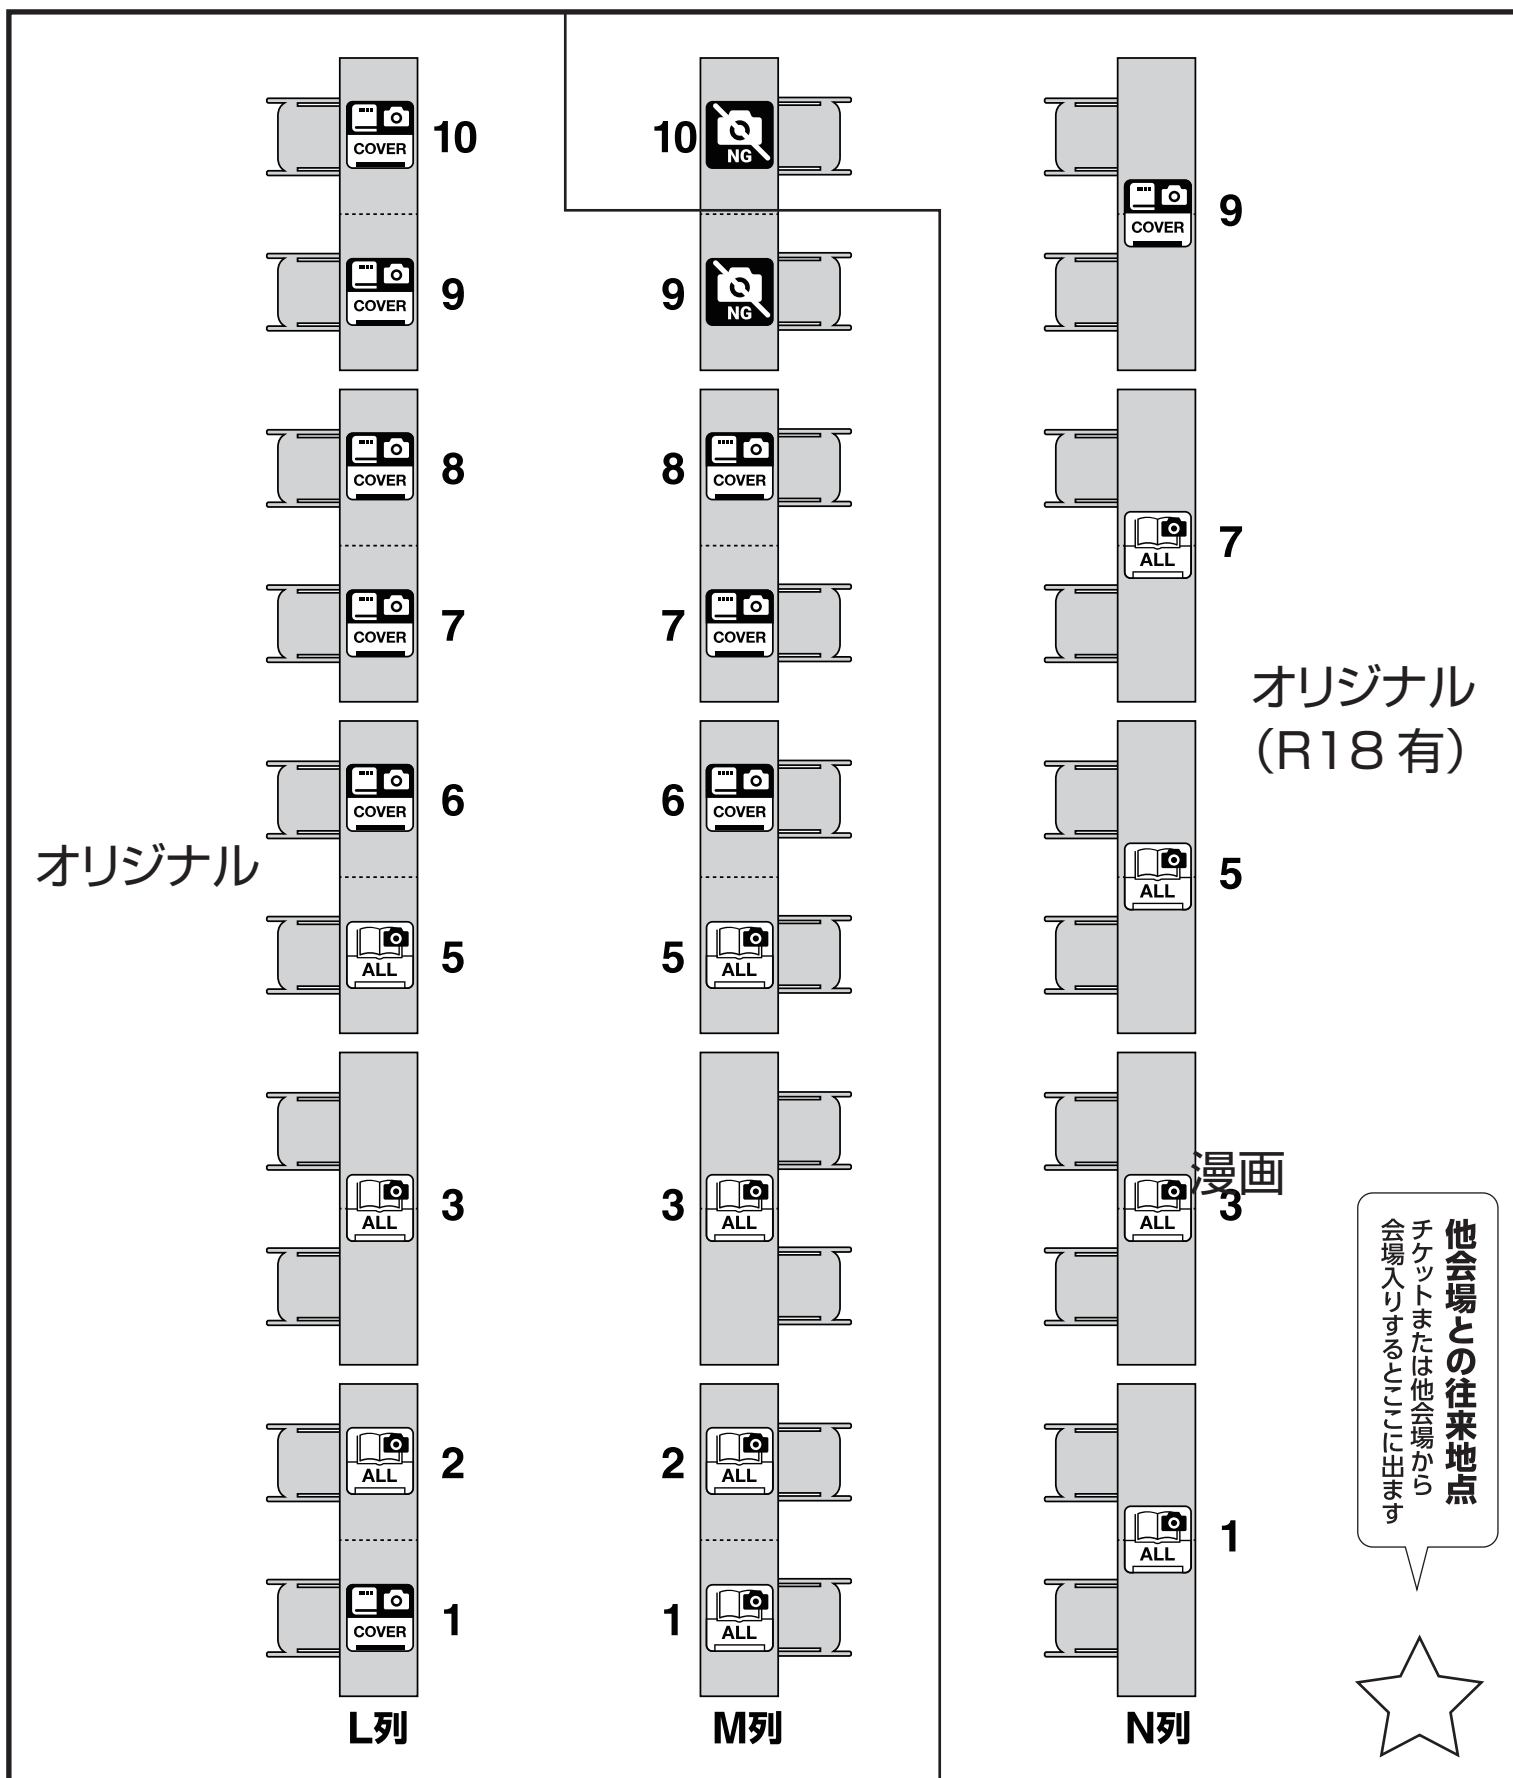 COVER 10
COVER 9
COVER 8
COVER 7
COVER 6
ALL 5
ALL 3
ALL 2
COVER 1
L列
オリジナル
10 NG
9 NG
8 COVER
7 COVER
6 COVER
5 ALL
3 ALL
2 ALL
1 ALL
M列
COVER 9
ALL 7
ALL 5
ALL 3
ALL 1
N列
オリジナル
（R18 有）
漫画
他会場との往来地点
チケットまたは他会場から
会場入りするとここに出ます